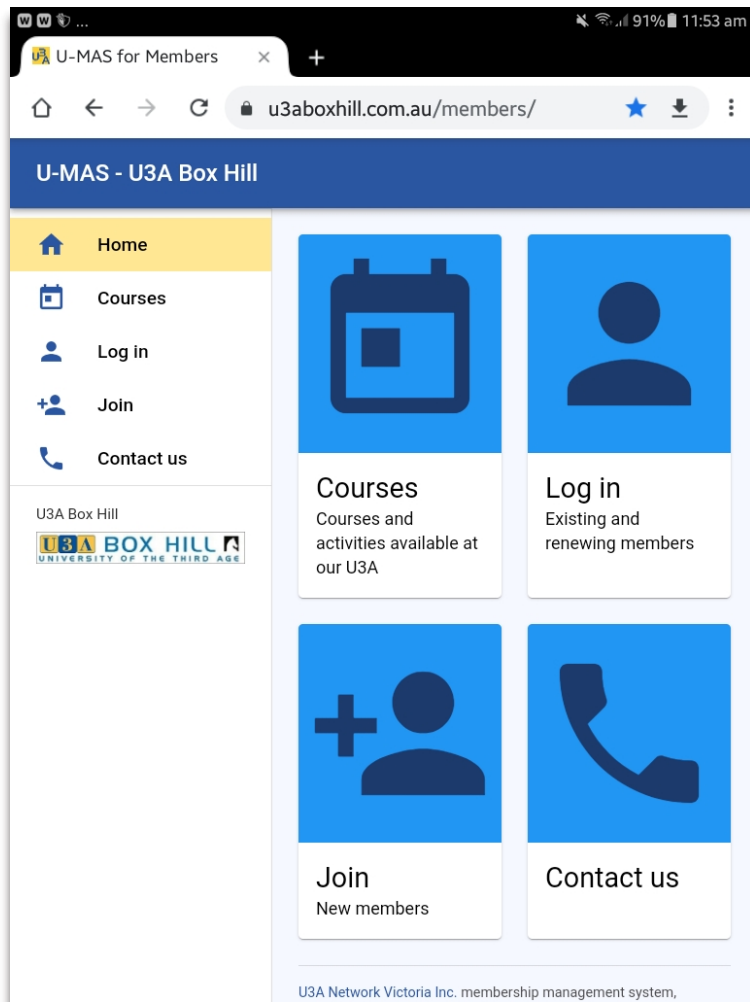 W W ... 91% 11:53 am
U3A U-MAS for Members
u3aboxhill.com.au/members/
U-MAS - U3A Box Hill
Home
Courses
Log in
Join
Contact us
U3A Box Hill
U3A BOX HILL
UNIVERSITY OF THE THIRD AGE
Courses
Courses and
activities available at
our U3A
Log in
Existing and
renewing members
Join
New members
Contact us
U3A Network Victoria Inc. membership management system,